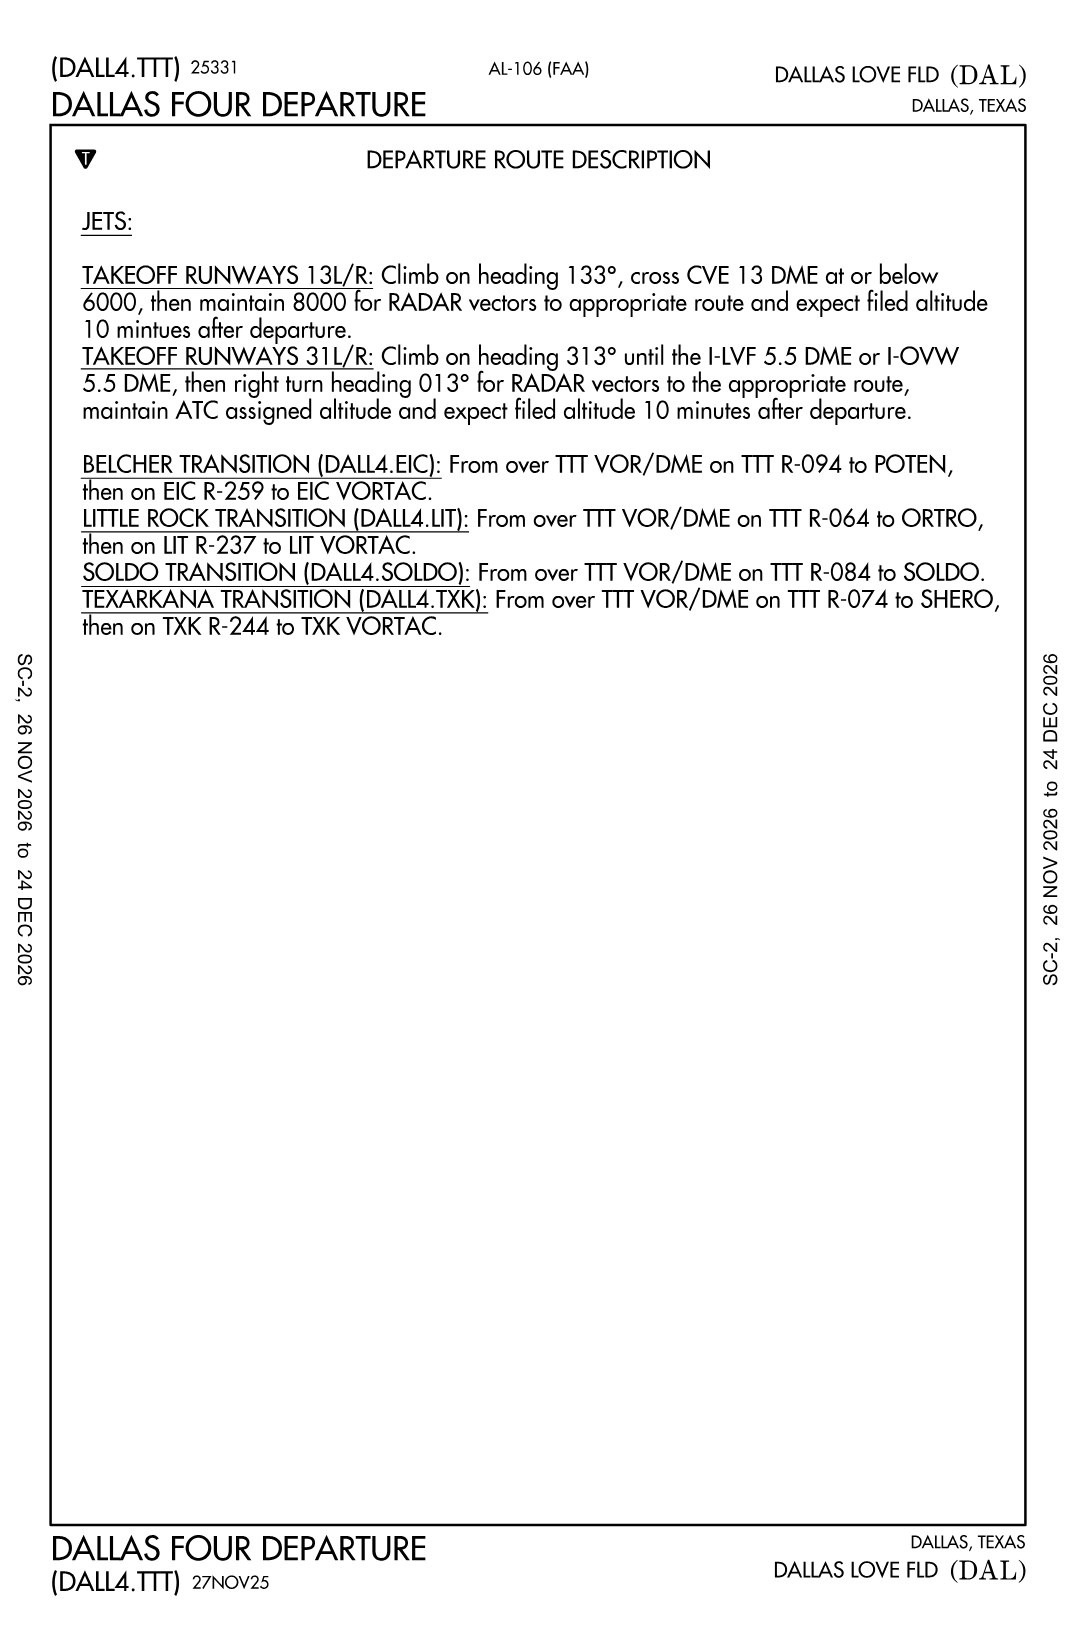 (DALL4.TTT) 25331
AL-106 (FAA)
DALLAS LOVE FLD (DAL)
DALLAS FOUR DEPARTURE
DALLAS, TEXAS
T
DEPARTURE ROUTE DESCRIPTION
JETS:
TAKEOFF RUNWAYS 13L/R: Climb on heading 133°, cross CVE 13 DME at or below
6000, then maintain 8000 for RADAR vectors to appropriate route and expect filed altitude
10 mintues after departure.
TAKEOFF RUNWAYS 31L/R: Climb on heading 313° until the I-LVF 5.5 DME or I-OVW
5.5 DME, then right turn heading 013° for RADAR vectors to the appropriate route,
maintain ATC assigned altitude and expect filed altitude 10 minutes after departure.
BELCHER TRANSITION (DALL4.EIC): From over TTT VOR/DME on TTT R-094 to POTEN,
then on EIC R-259 to EIC VORTAC.
LITTLE ROCK TRANSITION (DALL4.LIT): From over TTT VOR/DME on TTT R-064 to ORTRO,
then on LIT R-237 to LIT VORTAC.
SOLDO TRANSITION (DALL4.SOLDO): From over TTT VOR/DME on TTT R-084 to SOLDO.
TEXARKANA TRANSITION (DALL4.TXK): From over TTT VOR/DME on TTT R-074 to SHERO,
then on TXK R-244 to TXK VORTAC.
SC-2, 26 NOV 2026 to 24 DEC 2026
SC-2, 26 NOV 2026 to 24 DEC 2026
DALLAS FOUR DEPARTURE
DALLAS, TEXAS
(DALL4.TTT) 27NOV25
DALLAS LOVE FLD (DAL)